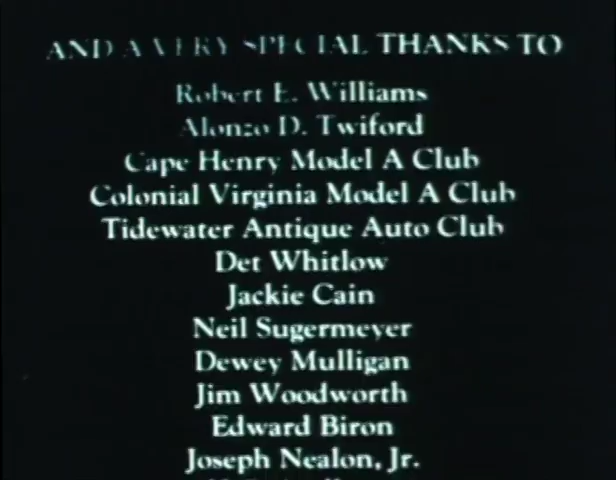 AND A VERY SPECIAL THANKS TO
Robert E. Williams
Alonzo D. Twiford
Cape Henry Model A Club
Colonial Virginia Model A Club
Tidewater Antique Auto Club
Det Whitlow
Jackie Cain
Neil Sugermeyer
Dewey Mulligan
Jim Woodworth
Edward Biron
Joseph Nealon, Jr.